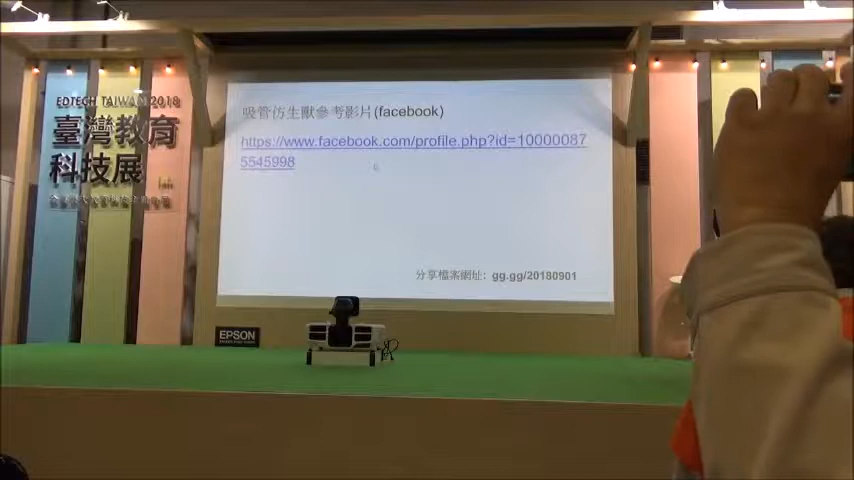 EDTECH TAIWAN 2018
臺灣教育
科技展
吸管仿生獸參考影片(facebook)
https://www.facebook.com/profile.php?id=10000087
5545998
分享檔案網址: gg.gg/20180901
EPSON